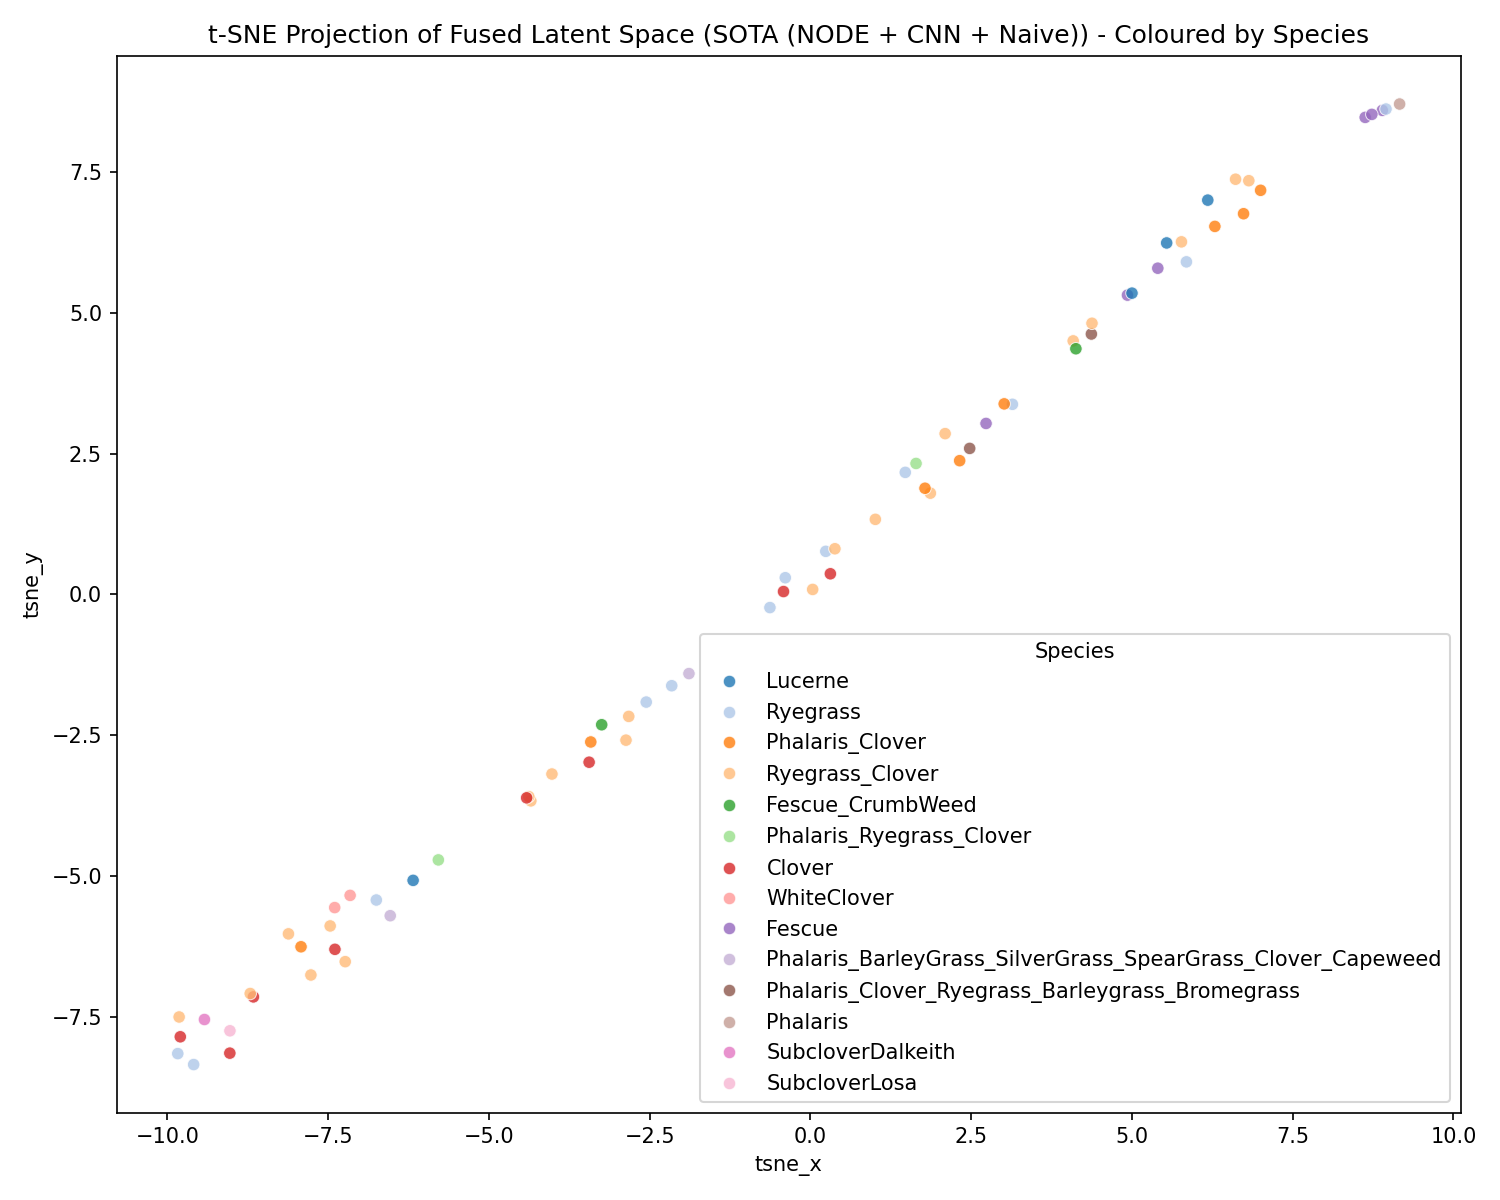 t-SNE Projection of Fused Latent Space (SOTA (NODE + CNN + Naive)) - Coloured by Species
tsne_y
7.5
5.0
2.5
0.0
−2.5
−5.0
−7.5
Species
Lucerne
Ryegrass
Phalaris_Clover
Ryegrass_Clover
Fescue_CrumbWeed
Phalaris_Ryegrass_Clover
Clover
WhiteClover
Fescue
Phalaris_BarleyGrass_SilverGrass_SpearGrass_Clover_Capeweed
Phalaris_Clover_Ryegrass_Barleygrass_Bromegrass
Phalaris
SubcloverDalkeith
SubcloverLosa
−10.0 −7.5 −5.0 −2.5 0.0 2.5 5.0 7.5 10.0
tsne_x